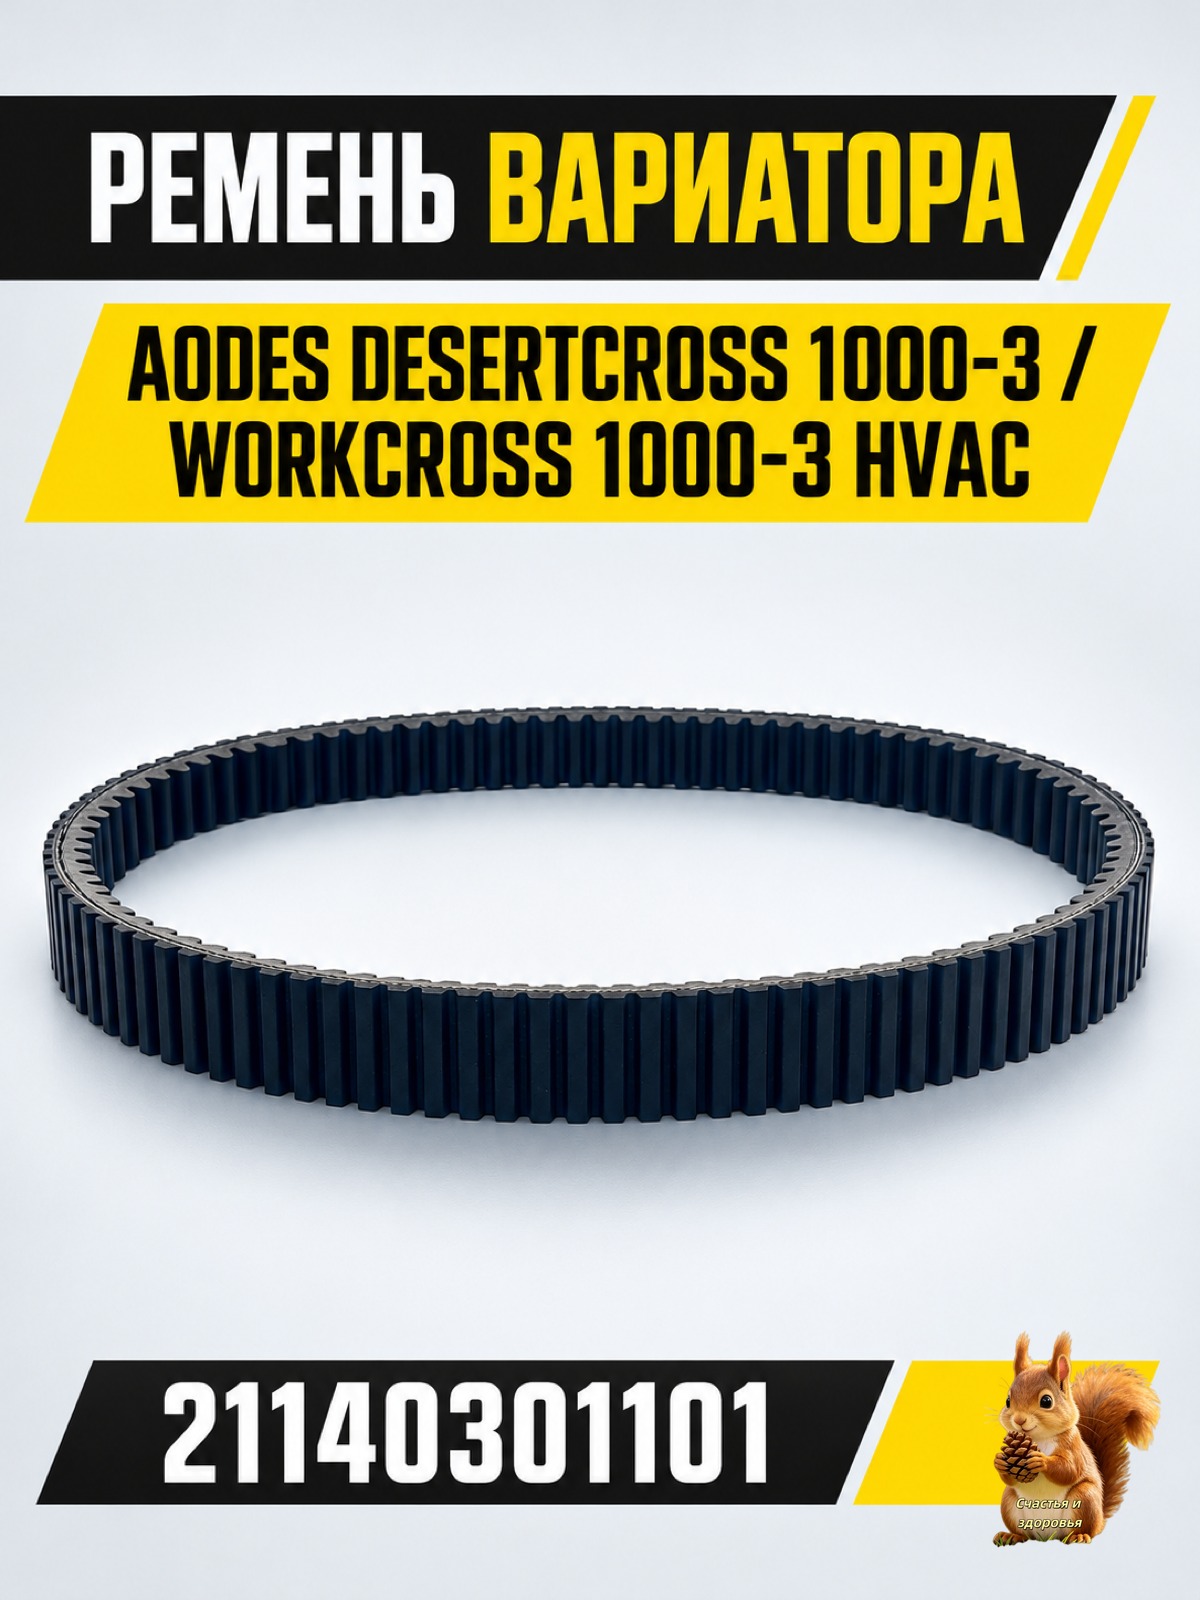 РЕМЕНЬ ВАРИАТОРА
AODES DESERTCROSS 1000-3 /
WORKCROSS 1000-3 HVAC
21140301101
Счастья и
здоровья